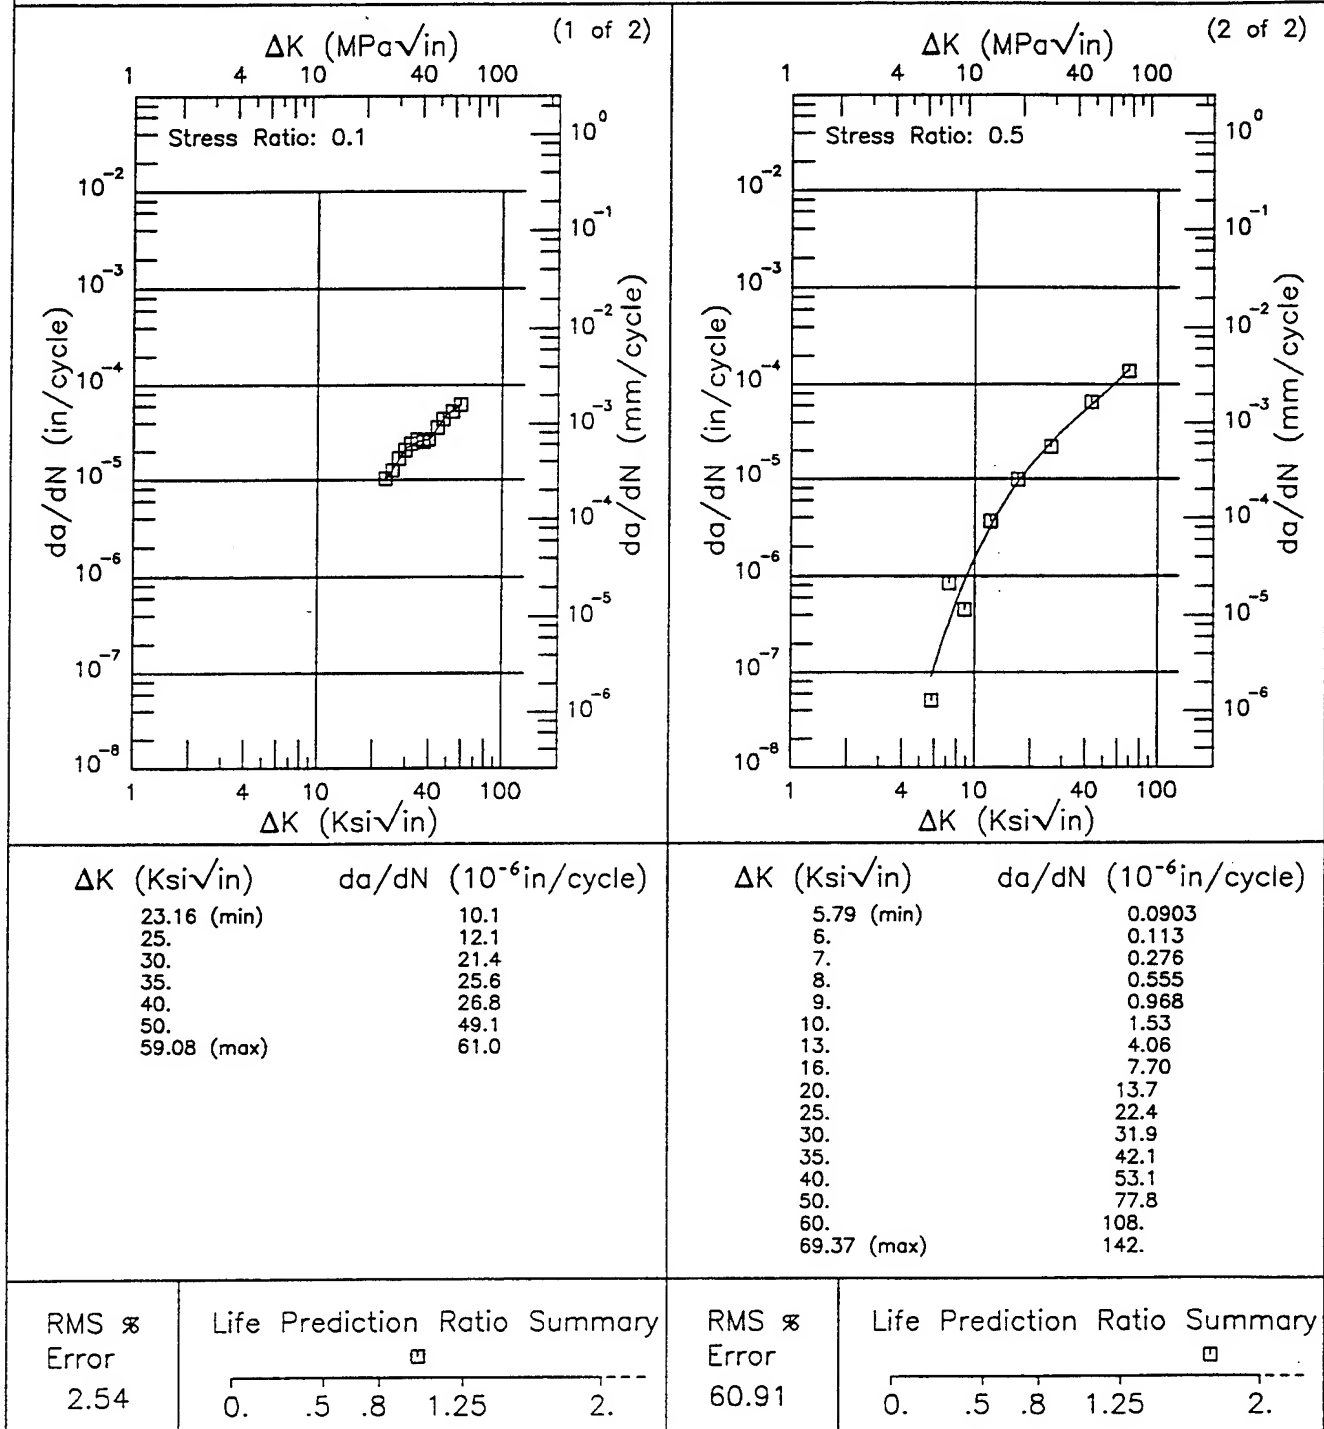 (1 of 2)
ΔK (MPa√in)
1 4 10 40 100
Stress Ratio: 0.1
10⁰
10⁻¹
10⁻²
10⁻³
10⁻⁴
10⁻⁵
10⁻⁶
da/dN (mm/cycle)
10⁻²
10⁻³
10⁻⁴
10⁻⁵
10⁻⁶
10⁻⁷
10⁻⁸
da/dN (in/cycle)
1 4 10 40 100
ΔK (Ksi√in)
(2 of 2)
ΔK (MPa√in)
1 4 10 40 100
Stress Ratio: 0.5
10⁰
10⁻¹
10⁻²
10⁻³
10⁻⁴
10⁻⁵
10⁻⁶
da/dN (mm/cycle)
10⁻²
10⁻³
10⁻⁴
10⁻⁵
10⁻⁶
10⁻⁷
10⁻⁸
da/dN (in/cycle)
1 4 10 40 100
ΔK (Ksi√in)
ΔK (Ksi√in) da/dN (10⁻⁶in/cycle)
23.16 (min) 10.1
25. 12.1
30. 21.4
35. 25.6
40. 26.8
50. 49.1
59.08 (max) 61.0
ΔK (Ksi√in) da/dN (10⁻⁶in/cycle)
5.79 (min) 0.0903
6. 0.113
7. 0.276
8. 0.555
9. 0.968
10. 1.53
13. 4.06
16. 7.70
20. 13.7
25. 22.4
30. 31.9
35. 42.1
40. 53.1
50. 77.8
60. 108.
69.37 (max) 142.
RMS %
Error
2.54
Life Prediction Ratio Summary
0. .5 .8 1.25 2.
RMS %
Error
60.91
Life Prediction Ratio Summary
0. .5 .8 1.25 2.